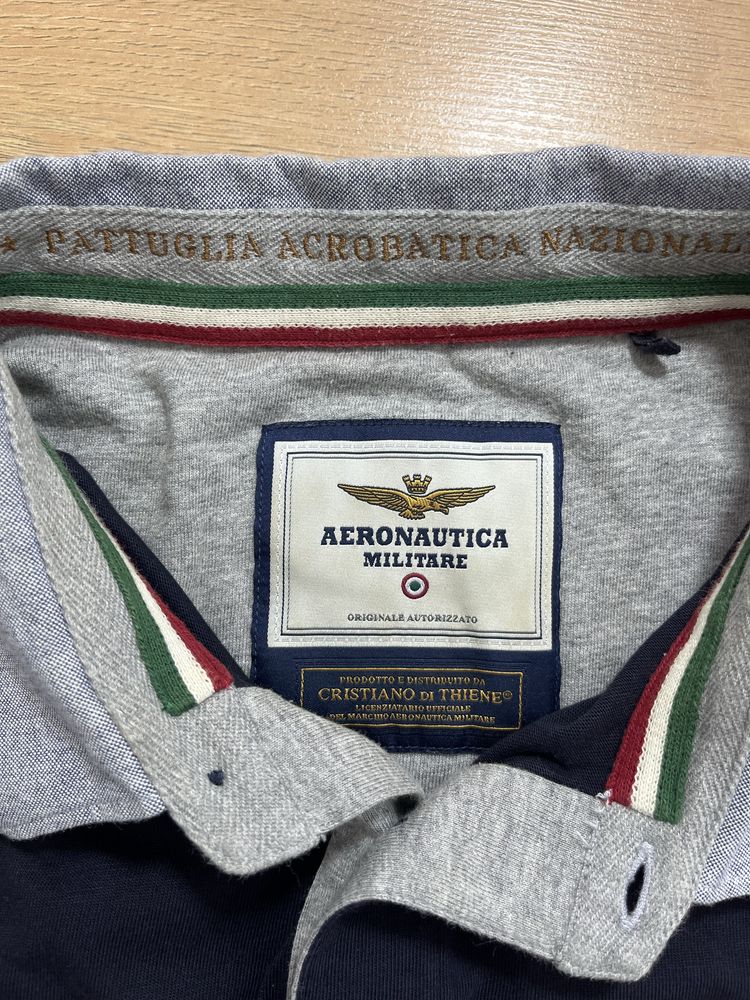 ★ PATTUGLIA ACROBATICA NAZIONAL
AERONAUTICA
MILITARE
ORIGINALE AUTORIZZATO
PRODOTTO E DISTRIBUITO DA
CRISTIANO DI THIENE®
LICENZIATARIO UFFICIALE
DEL MARCHIO AERONAUTICA MILITARE